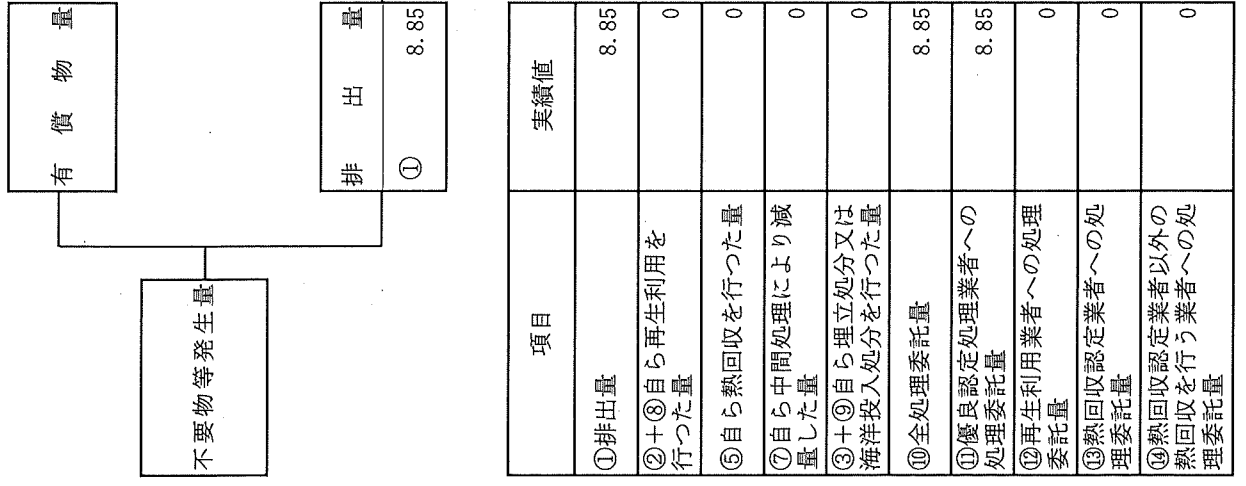 不要物等発生量
有償物量
排出量
① 8.85
項目 実績値
①排出量 8.85
②+⑧自ら再生利用を
行つた量 0
⑤自ら熱回収を行つた量 0
⑦自ら中間処理により減
量した量 0
③+⑨自ら埋立処分又は
海洋投入処分を行つた量 0
⑩全処理委託量 8.85
⑪優良認定処理業者への
処理委託量 8.85
⑫再生利用業者への処理
委託量 0
⑬熱回収認定業者への処
理委託量 0
⑭熱回収認定業者以外の
熱回収を行う業者への処
理委託量 0